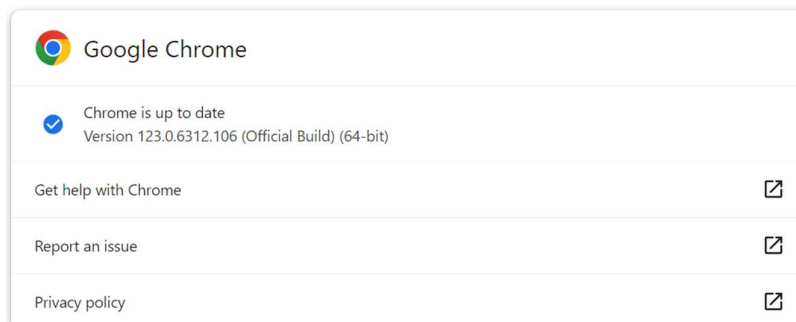 Google Chrome
Chrome is up to date
Version 123.0.6312.106 (Official Build) (64-bit)
Get help with Chrome
Report an issue
Privacy policy